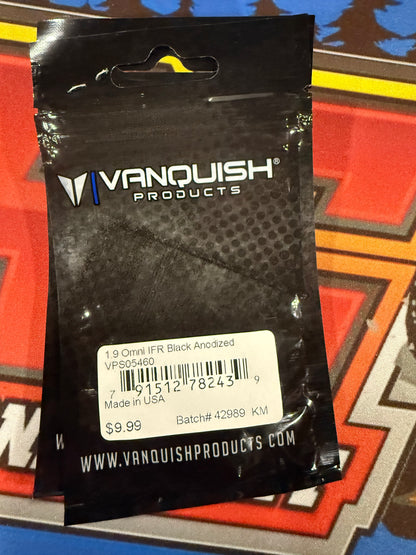 VANQUISH®
PRODUCTS
1.9 Omni IFR Black Anodized
VPS05460
7 91512 78243 9
Made in USA
$9.99 Batch# 42989 KM
WWW.VANQUISHPRODUCTS.COM